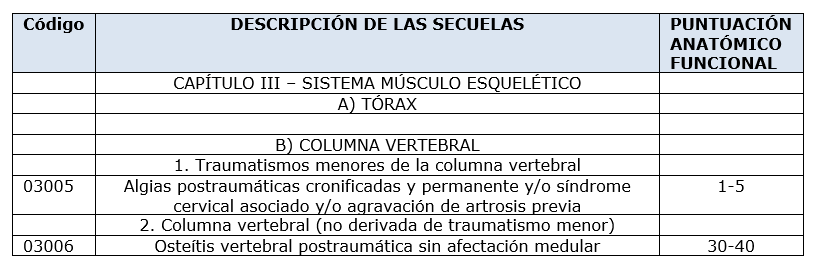 Código DESCRIPCIÓN DE LAS SECUELAS PUNTUACIÓN
ANATÓMICO
FUNCIONAL
CAPÍTULO III – SISTEMA MÚSCULO ESQUELÉTICO
A) TÓRAX
B) COLUMNA VERTEBRAL
1. Traumatismos menores de la columna vertebral
03005 Algias postraumáticas cronificadas y permanente y/o síndrome 1-5
cervical asociado y/o agravación de artrosis previa
2. Columna vertebral (no derivada de traumatismo menor)
03006 Osteítis vertebral postraumática sin afectación medular 30-40